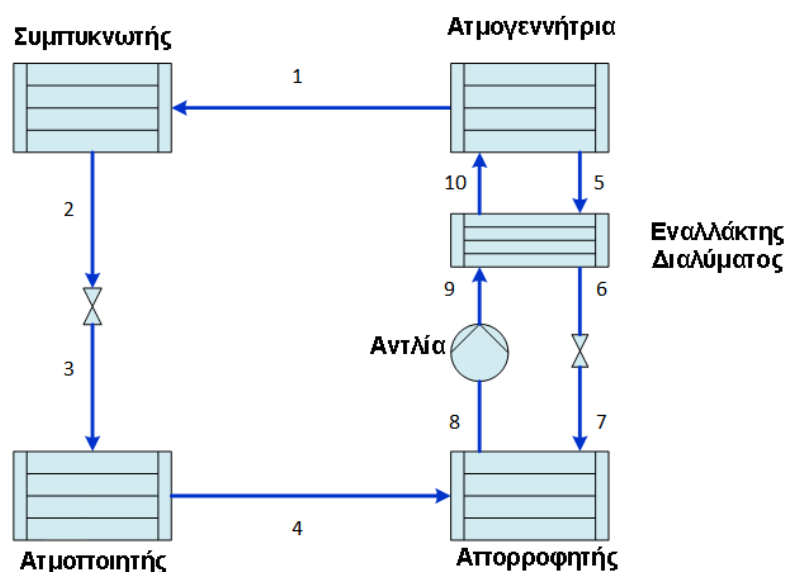 Συμπυκνωτής
Ατμογεννήτρια
1
2
10
5
Εναλλάκτης
Διαλύματος
9
6
Αντλία
3
8
7
4
Ατμοποιητής
Απορροφητής